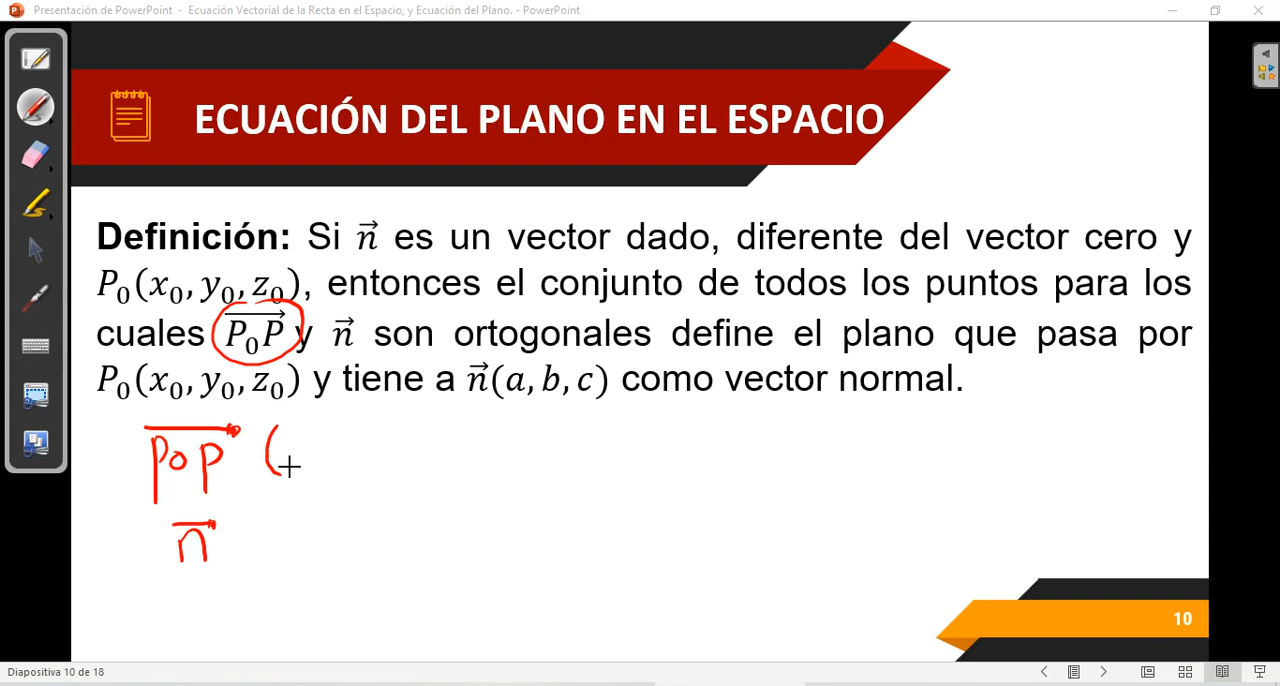 Presentación de PowerPoint - Ecuación Vectorial de la Recta en el Espacio, y Ecuación del Plano. - PowerPoint
ECUACIÓN DEL PLANO EN EL ESPACIO
Definición: Si n⃗ es un vector dado, diferente del vector cero y
P₀(x₀, y₀, z₀), entonces el conjunto de todos los puntos para los
cuales P₀P⃗ y n⃗ son ortogonales define el plano que pasa por
P₀(x₀, y₀, z₀) y tiene a n⃗(a, b, c) como vector normal.
pop⃗ (
n⃗
10
Diapositiva 10 de 18